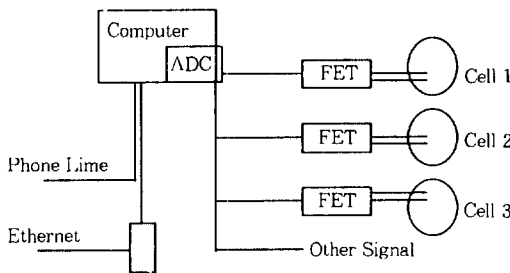 Computer
ADC
FET
Cell 1
FET
Cell 2
Phone Lime
FET
Cell 3
Ethernet
Other Signal